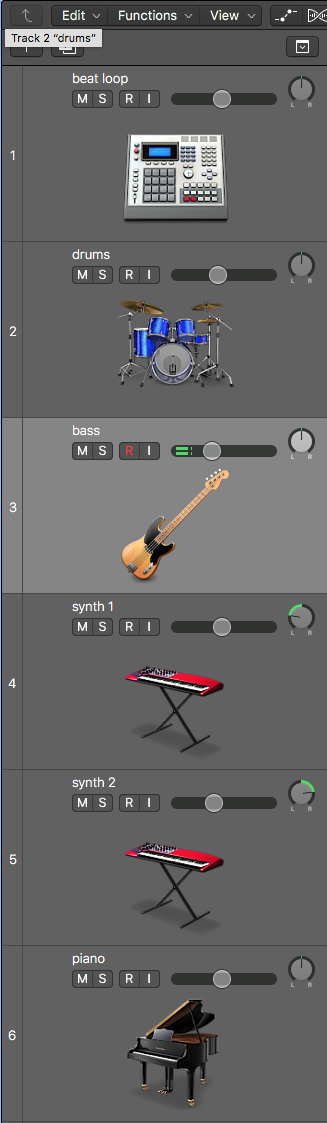 Edit Functions View
Track 2 “drums”
beat loop
M S R I
L R
1
drums
M S R I
L R
2
bass
M S R I
L R
3
synth 1
M S R I
L R
4
synth 2
M S R I
L R
5
piano
M S R I
L R
6